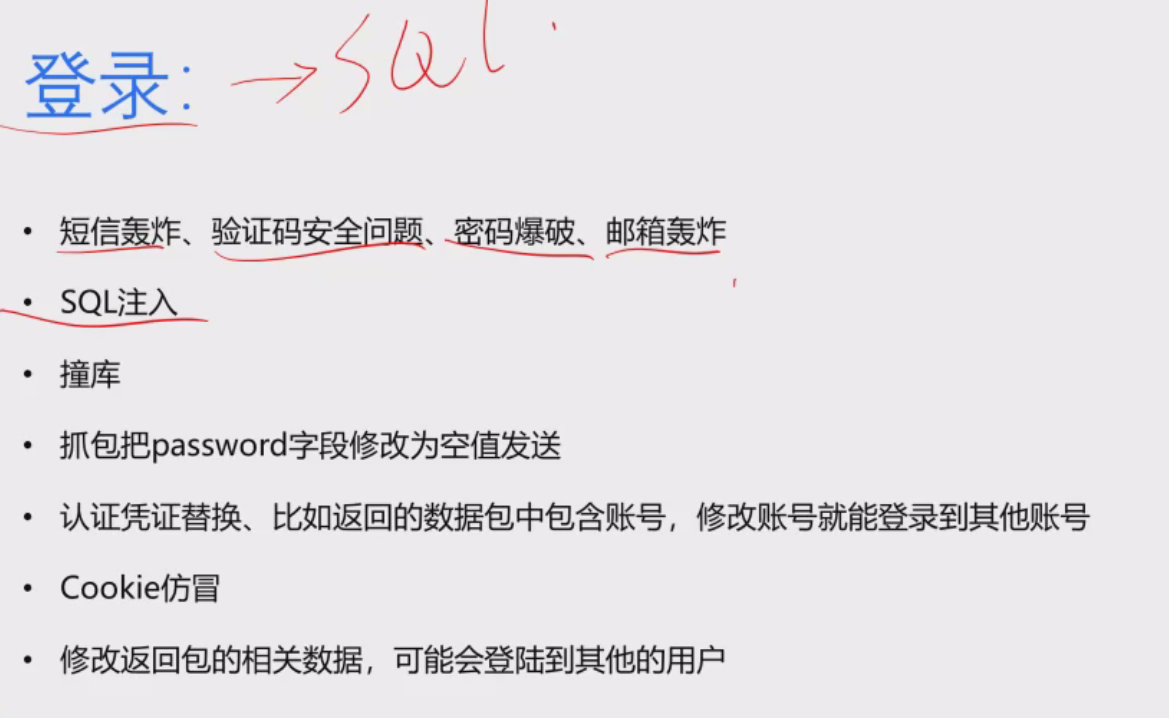 登录: →SQL
• 短信轰炸、验证码安全问题、密码爆破、邮箱轰炸
• SQL注入
• 撞库
• 抓包把password字段修改为空值发送
• 认证凭证替换、比如返回的数据包中包含账号，修改账号就能登录到其他账号
• Cookie仿冒
• 修改返回包的相关数据，可能会登陆到其他的用户